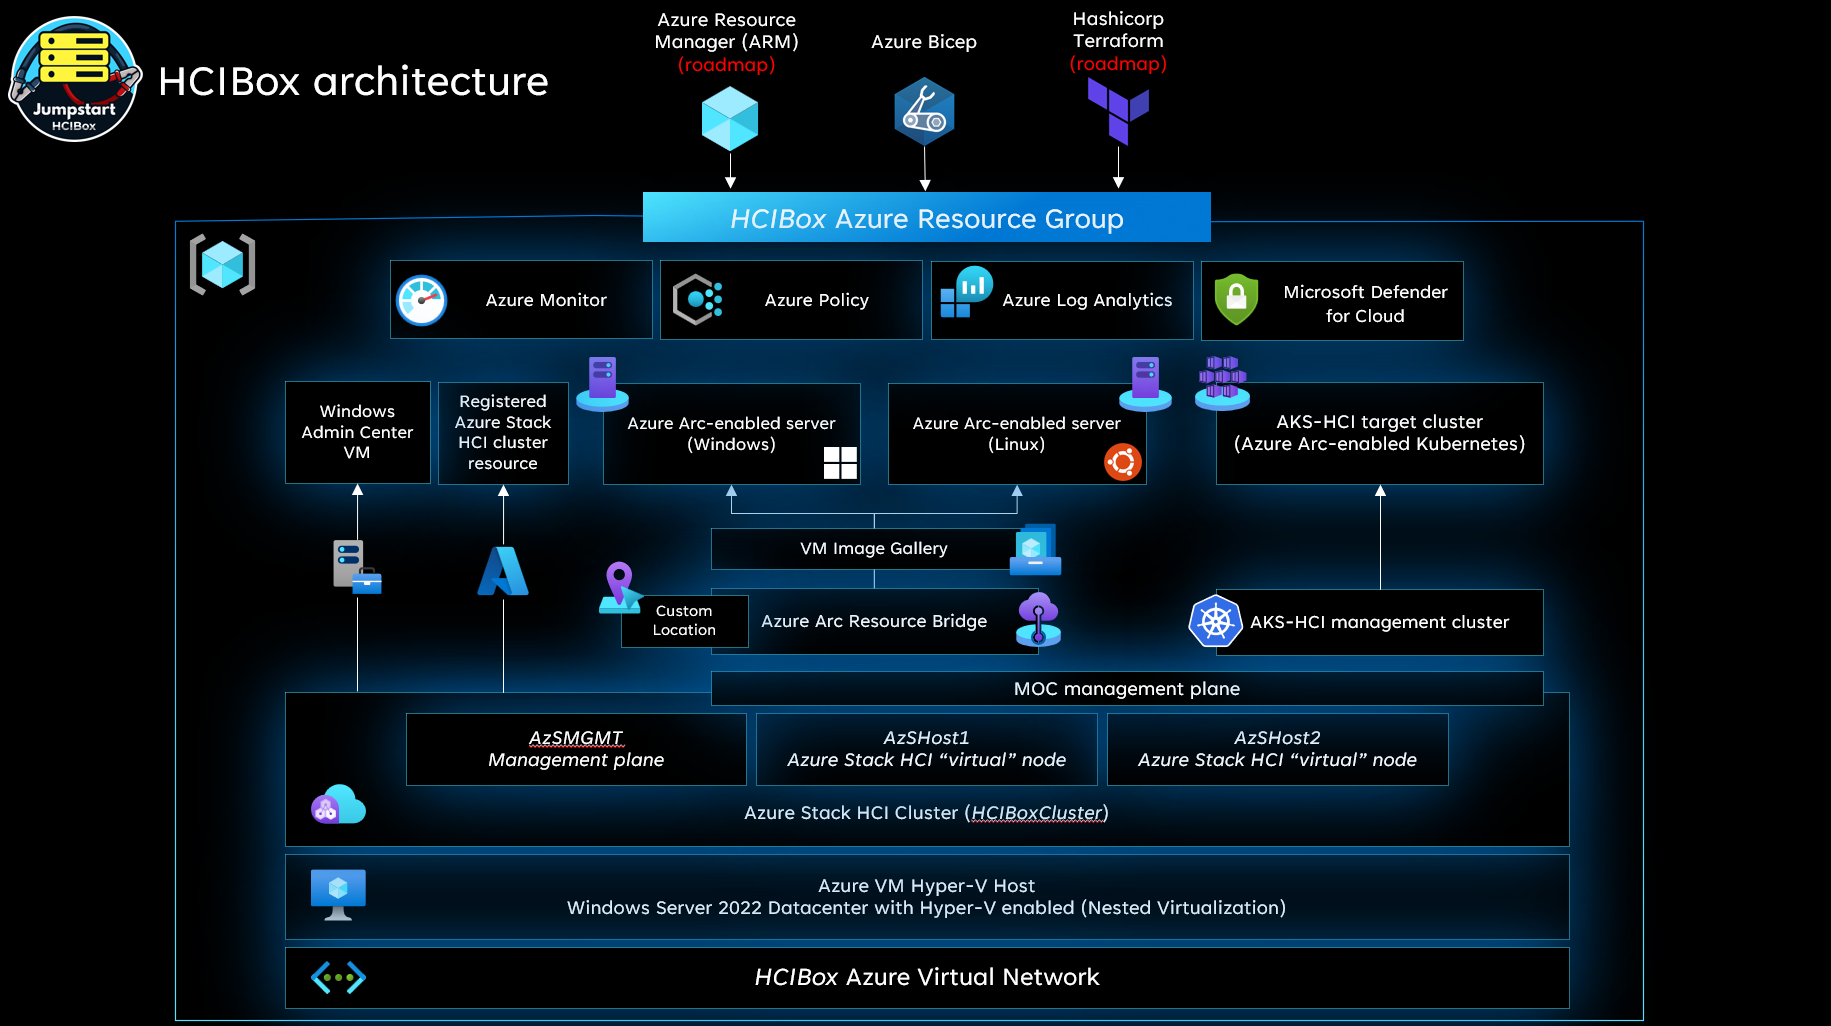 Jumpstart
HCIBox
HCIBox architecture
Azure Resource
Manager (ARM)
(roadmap)
Azure Bicep
Hashicorp
Terraform
(roadmap)
HCIBox Azure Resource Group
Azure Monitor
Azure Policy
Azure Log Analytics
Microsoft Defender
for Cloud
Windows
Admin Center
VM
Registered
Azure Stack
HCI cluster
resource
Azure Arc-enabled server
(Windows)
Azure Arc-enabled server
(Linux)
AKS-HCI target cluster
(Azure Arc-enabled Kubernetes)
VM Image Gallery
Custom
Location
Azure Arc Resource Bridge
AKS-HCI management cluster
MOC management plane
AzSMGMT
Management plane
AzSHost1
Azure Stack HCI “virtual” node
AzSHost2
Azure Stack HCI “virtual” node
Azure Stack HCI Cluster (HCIBoxCluster)
Azure VM Hyper-V Host
Windows Server 2022 Datacenter with Hyper-V enabled (Nested Virtualization)
HCIBox Azure Virtual Network